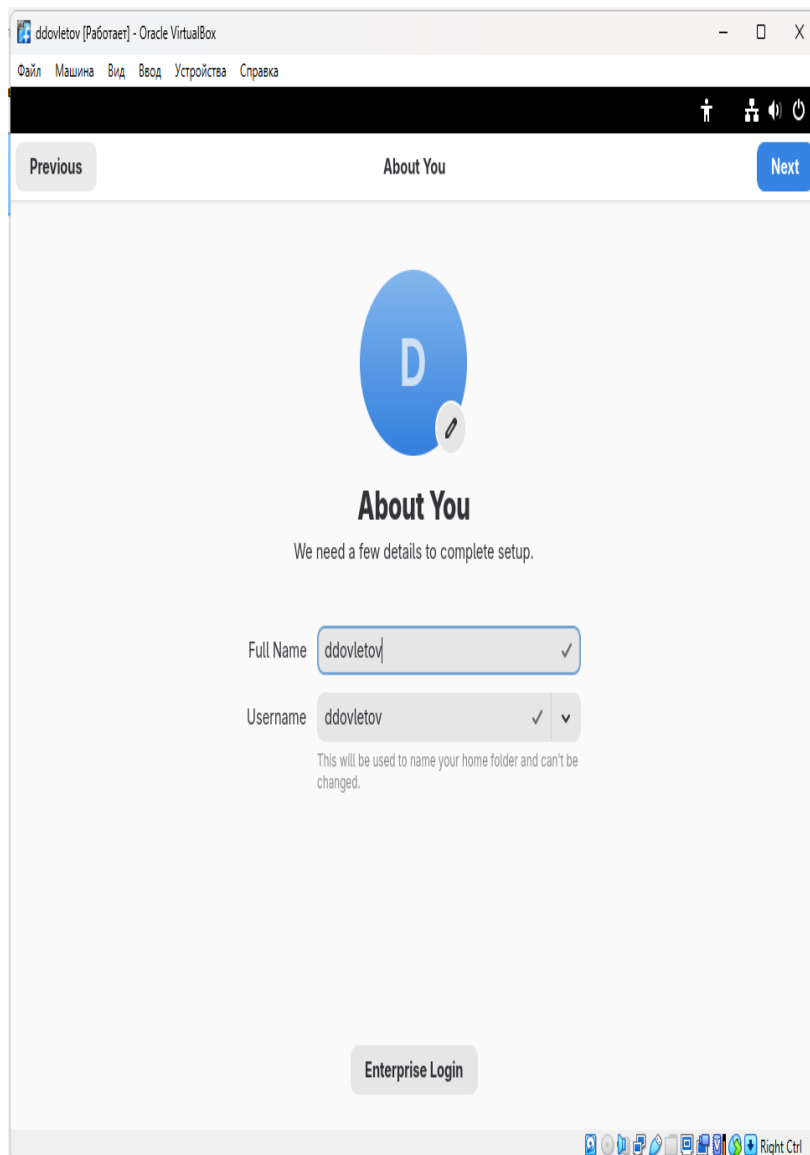 ddovletov [Работает] - Oracle VirtualBox
Файл Машина Вид Ввод Устройства Справка
Previous About You Next
D
About You
We need a few details to complete setup.
Full Name ddovletov
Username ddovletov
This will be used to name your home folder and can't be
changed.
Enterprise Login
Right Ctrl